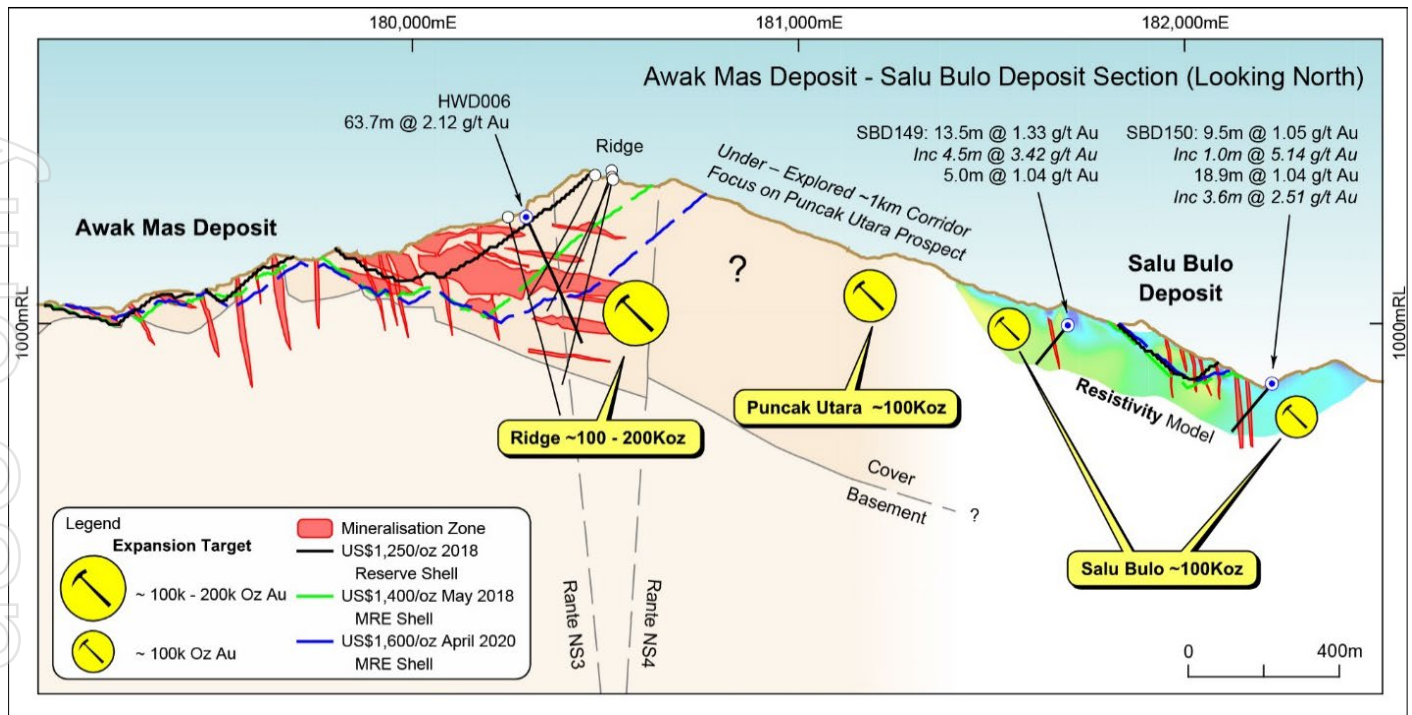 180,000mE
181,000mE
182,000mE
Awak Mas Deposit - Salu Bulo Deposit Section (Looking North)
HWD006
63.7m @ 2.12 g/t Au
Ridge
Under – Explored ~1km Corridor
Focus on Puncak Utara Prospect
SBD149: 13.5m @ 1.33 g/t Au
Inc 4.5m @ 3.42 g/t Au
5.0m @ 1.04 g/t Au
SBD150: 9.5m @ 1.05 g/t Au
Inc 1.0m @ 5.14 g/t Au
18.9m @ 1.04 g/t Au
Inc 3.6m @ 2.51 g/t Au
Awak Mas Deposit
Salu Bulo
Deposit
?
1000mRL
1000mRL
Ridge ~100 - 200Koz
Puncak Utara ~100Koz
Resistivity Model
Cover
Basement
?
Salu Bulo ~100Koz
Rante NS3
Rante NS4
Legend
Expansion Target
~ 100k - 200k Oz Au
~ 100k Oz Au
Mineralisation Zone
US$1,250/oz 2018
Reserve Shell
US$1,400/oz May 2018
MRE Shell
US$1,600/oz April 2020
MRE Shell
0
400m